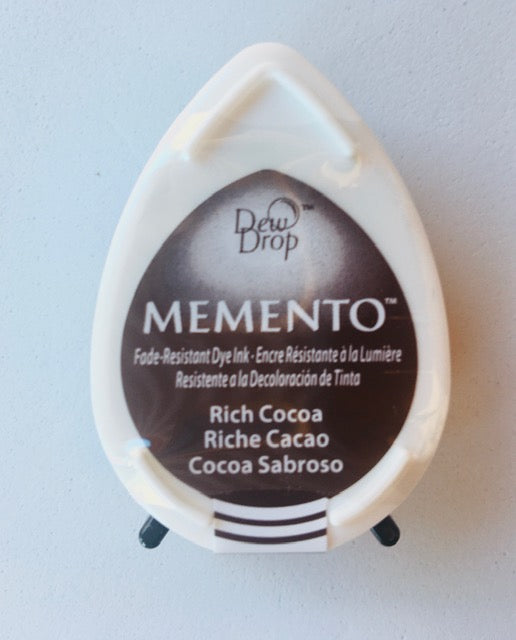 Dew
Drop™
MEMENTO™
Fade-Resistant Dye Ink • Encre Résistante à la Lumière
Resistente a la Decoloración de Tinta
Rich Cocoa
Riche Cacao
Cocoa Sabroso